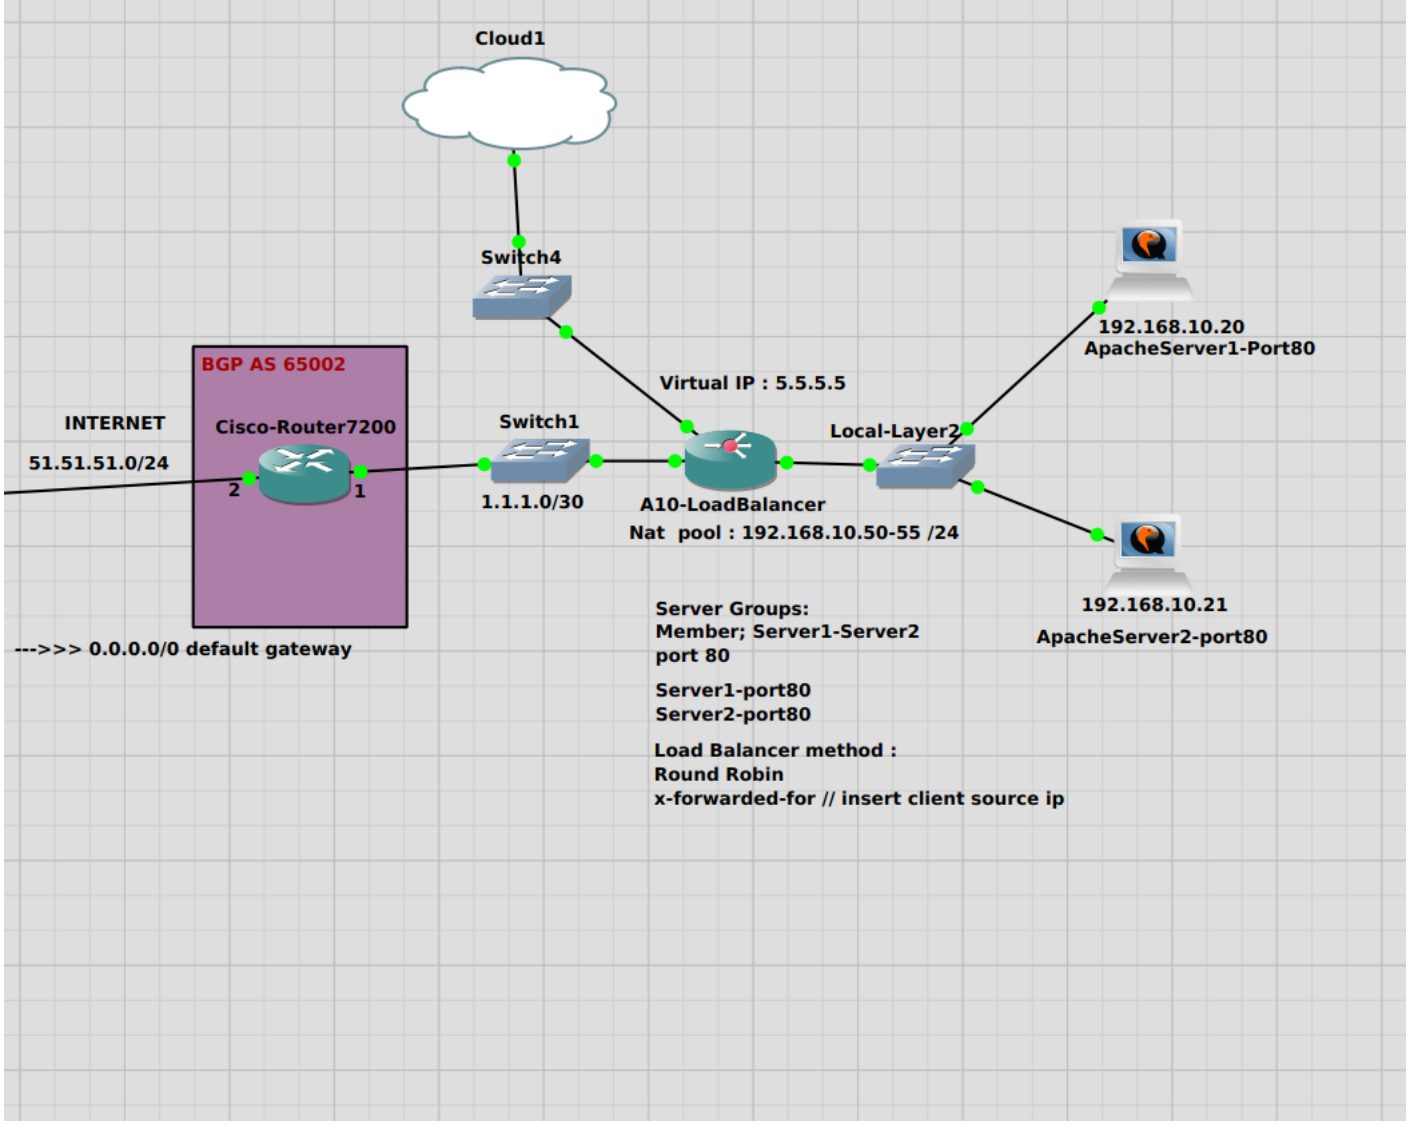 Cloud1
Switch4
Virtual IP : 5.5.5.5
192.168.10.20
ApacheServer1-Port80
BGP AS 65002
INTERNET
Cisco-Router7200
Switch1
Local-Layer2
51.51.51.0/24
2
1
1.1.1.0/30
A10-LoadBalancer
Nat  pool : 192.168.10.50-55 /24
192.168.10.21
ApacheServer2-port80
--->>> 0.0.0.0/0 default gateway
Server Groups:
Member; Server1-Server2
port 80
Server1-port80
Server2-port80
Load Balancer method :
Round Robin
x-forwarded-for // insert client source ip